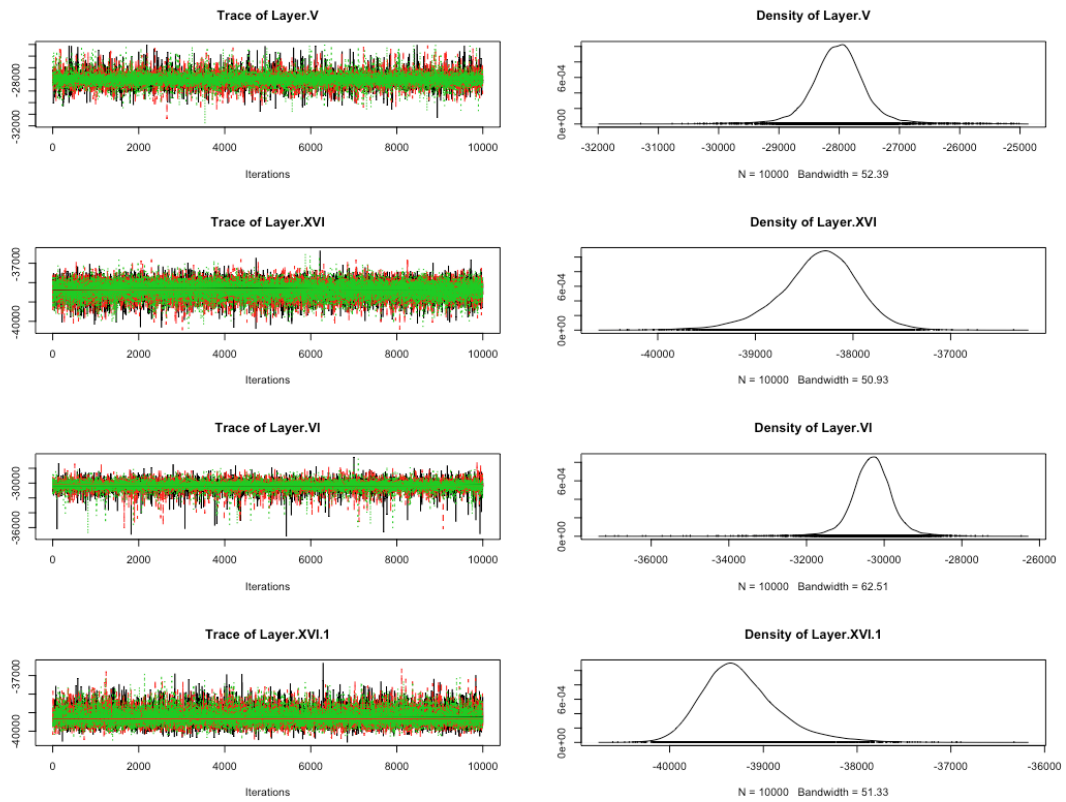 Trace of Layer.V
-28000
-32000
0 2000 4000 6000 8000 10000
Iterations
Density of Layer.V
6e-04
0e+00
-32000 -31000 -30000 -29000 -28000 -27000 -26000 -25000
N = 10000 Bandwidth = 52.39
Trace of Layer.XVI
-37000
-40000
0 2000 4000 6000 8000 10000
Iterations
Density of Layer.XVI
6e-04
0e+00
-40000 -39000 -38000 -37000
N = 10000 Bandwidth = 50.93
Trace of Layer.VI
-30000
-36000
0 2000 4000 6000 8000 10000
Iterations
Density of Layer.VI
6e-04
0e+00
-36000 -34000 -32000 -30000 -28000 -26000
N = 10000 Bandwidth = 62.51
Trace of Layer.XVI.1
-37000
-40000
0 2000 4000 6000 8000 10000
Iterations
Density of Layer.XVI.1
6e-04
0e+00
-40000 -39000 -38000 -37000 -36000
N = 10000 Bandwidth = 51.33